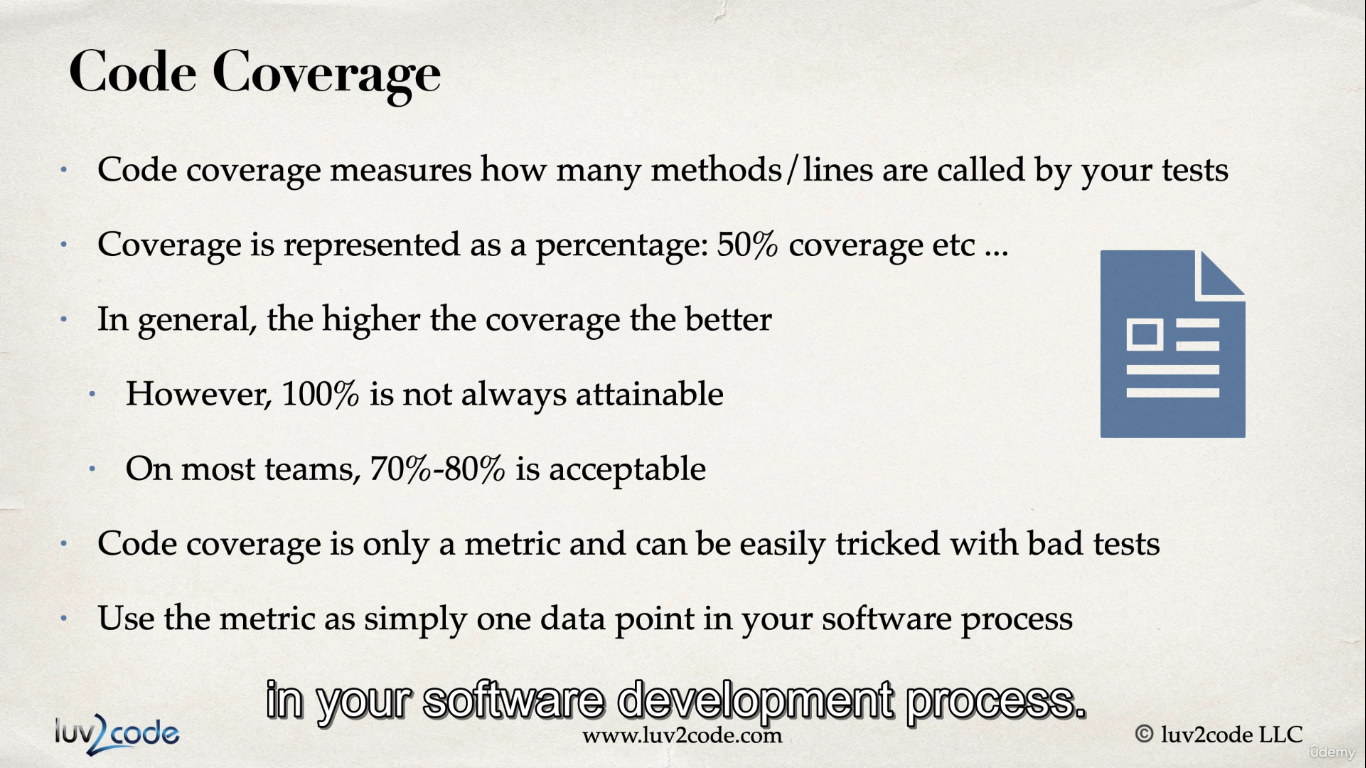 Code Coverage
• Code coverage measures how many methods/lines are called by your tests
• Coverage is represented as a percentage: 50% coverage etc ...
• In general, the higher the coverage the better
• However, 100% is not always attainable
• On most teams, 70%-80% is acceptable
• Code coverage is only a metric and can be easily tricked with bad tests
• Use the metric as simply one data point in your software process
in your software development process.
luv2code
www.luv2code.com
© luv2code LLC
ûdemy